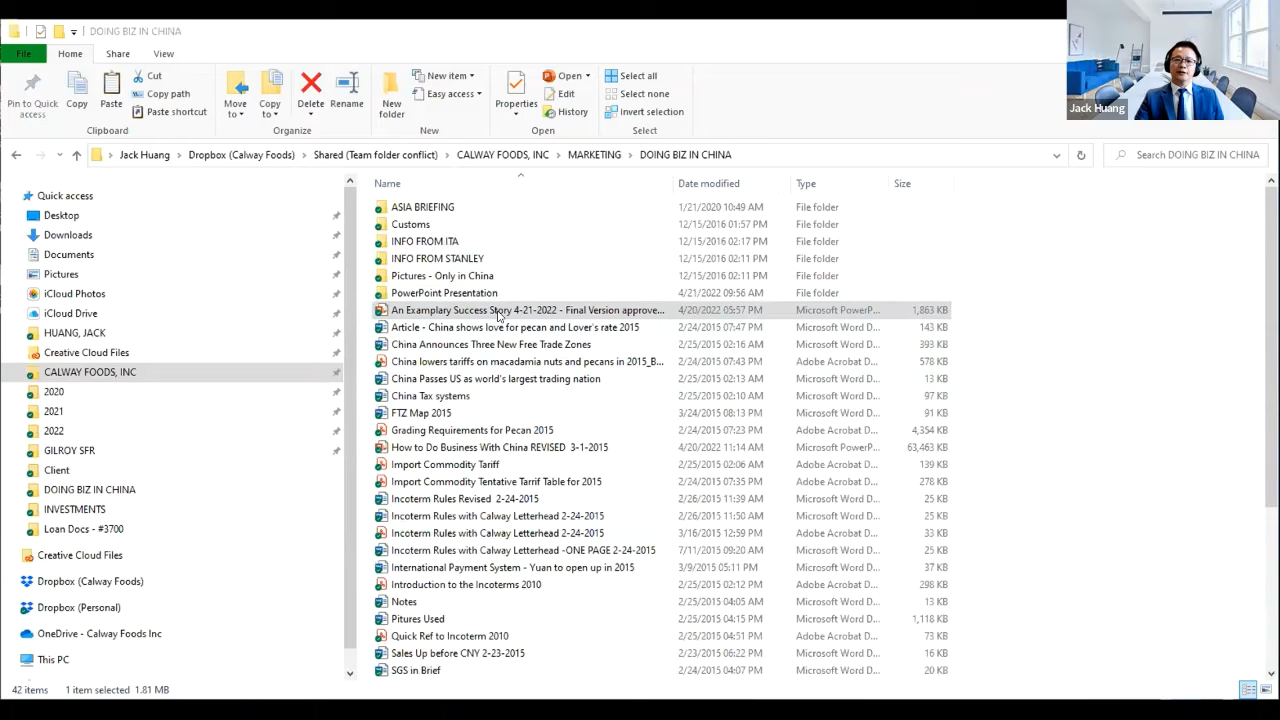 DOING BIZ IN CHINA
File Home Share View
Pin to Quick access
Copy
Paste
Cut
Copy path
Paste shortcut
Clipboard
Move to
Copy to
Delete
Rename
Organize
New folder
New item
Easy access
New
Properties
Open
Edit
History
Open
Select all
Select none
Invert selection
Select
Jack Huang
Jack Huang > Dropbox (Calway Foods) > Shared (Team folder conflict) > CALWAY FOODS, INC > MARKETING > DOING BIZ IN CHINA
Search DOING BIZ IN CHINA
Quick access
Desktop
Downloads
Documents
Pictures
iCloud Photos
iCloud Drive
HUANG, JACK
Creative Cloud Files
CALWAY FOODS, INC
2020
2021
2022
GILROY SFR
Client
DOING BIZ IN CHINA
INVESTMENTS
Loan Docs - #3700
Creative Cloud Files
Dropbox (Calway Foods)
Dropbox (Personal)
OneDrive - Calway Foods Inc
This PC
Name Date modified Type Size
ASIA BRIEFING 1/21/2020 10:49 AM File folder
Customs 12/15/2016 01:57 PM File folder
INFO FROM ITA 12/15/2016 02:17 PM File folder
INFO FROM STANLEY 12/15/2016 02:11 PM File folder
Pictures - Only in China 12/15/2016 02:11 PM File folder
PowerPoint Presentation 4/21/2022 09:56 AM File folder
An Examplary Success Story 4-21-2022 - Final Version approve... 4/20/2022 05:57 PM Microsoft PowerP... 1,863 KB
Article - China shows love for pecan and Lover's rate 2015 2/24/2015 07:47 PM Microsoft Word D... 143 KB
China Announces Three New Free Trade Zones 2/25/2015 02:16 AM Microsoft Word D... 393 KB
China lowers tariffs on macadamia nuts and pecans in 2015_B... 2/24/2015 07:43 PM Adobe Acrobat D... 578 KB
China Passes US as world's largest trading nation 2/25/2015 02:13 AM Microsoft Word D... 13 KB
China Tax systems 2/25/2015 02:10 AM Microsoft Word D... 97 KB
FTZ Map 2015 3/24/2015 08:13 PM Microsoft Word D... 91 KB
Grading Requirements for Pecan 2015 2/24/2015 07:23 PM Adobe Acrobat D... 4,354 KB
How to Do Business With China REVISED 3-1-2015 4/20/2022 11:14 AM Microsoft PowerP... 63,463 KB
Import Commodity Tariff 2/25/2015 02:06 AM Adobe Acrobat D... 139 KB
Import Commodity Tentative Tarrif Table for 2015 2/24/2015 07:35 PM Adobe Acrobat D... 278 KB
Incoterm Rules Revised 2-24-2015 2/26/2015 11:39 AM Microsoft Word D... 25 KB
Incoterm Rules with Calway Letterhead 2-24-2015 2/26/2015 11:50 AM Microsoft Word D... 25 KB
Incoterm Rules with Calway Letterhead 2-24-2015 3/16/2015 12:59 PM Adobe Acrobat D... 33 KB
Incoterm Rules with Calway Letterhead -ONE PAGE 2-24-2015 7/11/2015 09:20 AM Microsoft Word D... 25 KB
International Payment System - Yuan to open up in 2015 3/9/2015 05:11 PM Microsoft Word D... 37 KB
Introduction to the Incoterms 2010 2/25/2015 02:12 AM Adobe Acrobat D... 298 KB
Notes 2/25/2015 04:05 AM Microsoft Word D... 13 KB
Pitures Used 2/25/2015 04:15 PM Microsoft Word D... 1,118 KB
Quick Ref to Incoterm 2010 2/25/2015 04:51 PM Adobe Acrobat D... 73 KB
Sales Up before CNY 2-23-2015 2/23/2015 06:22 PM Microsoft Word D... 16 KB
SGS in Brief 2/24/2015 04:07 PM Microsoft Word D... 20 KB
42 items 1 item selected 1.81 MB